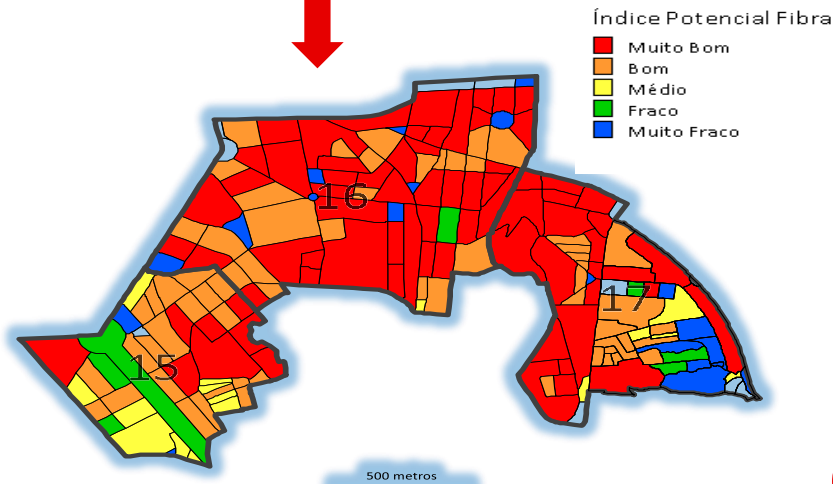 Índice Potencial Fibra
Muito Bom
Bom
Médio
Fraco
Muito Fraco
16
17
15
500 metros